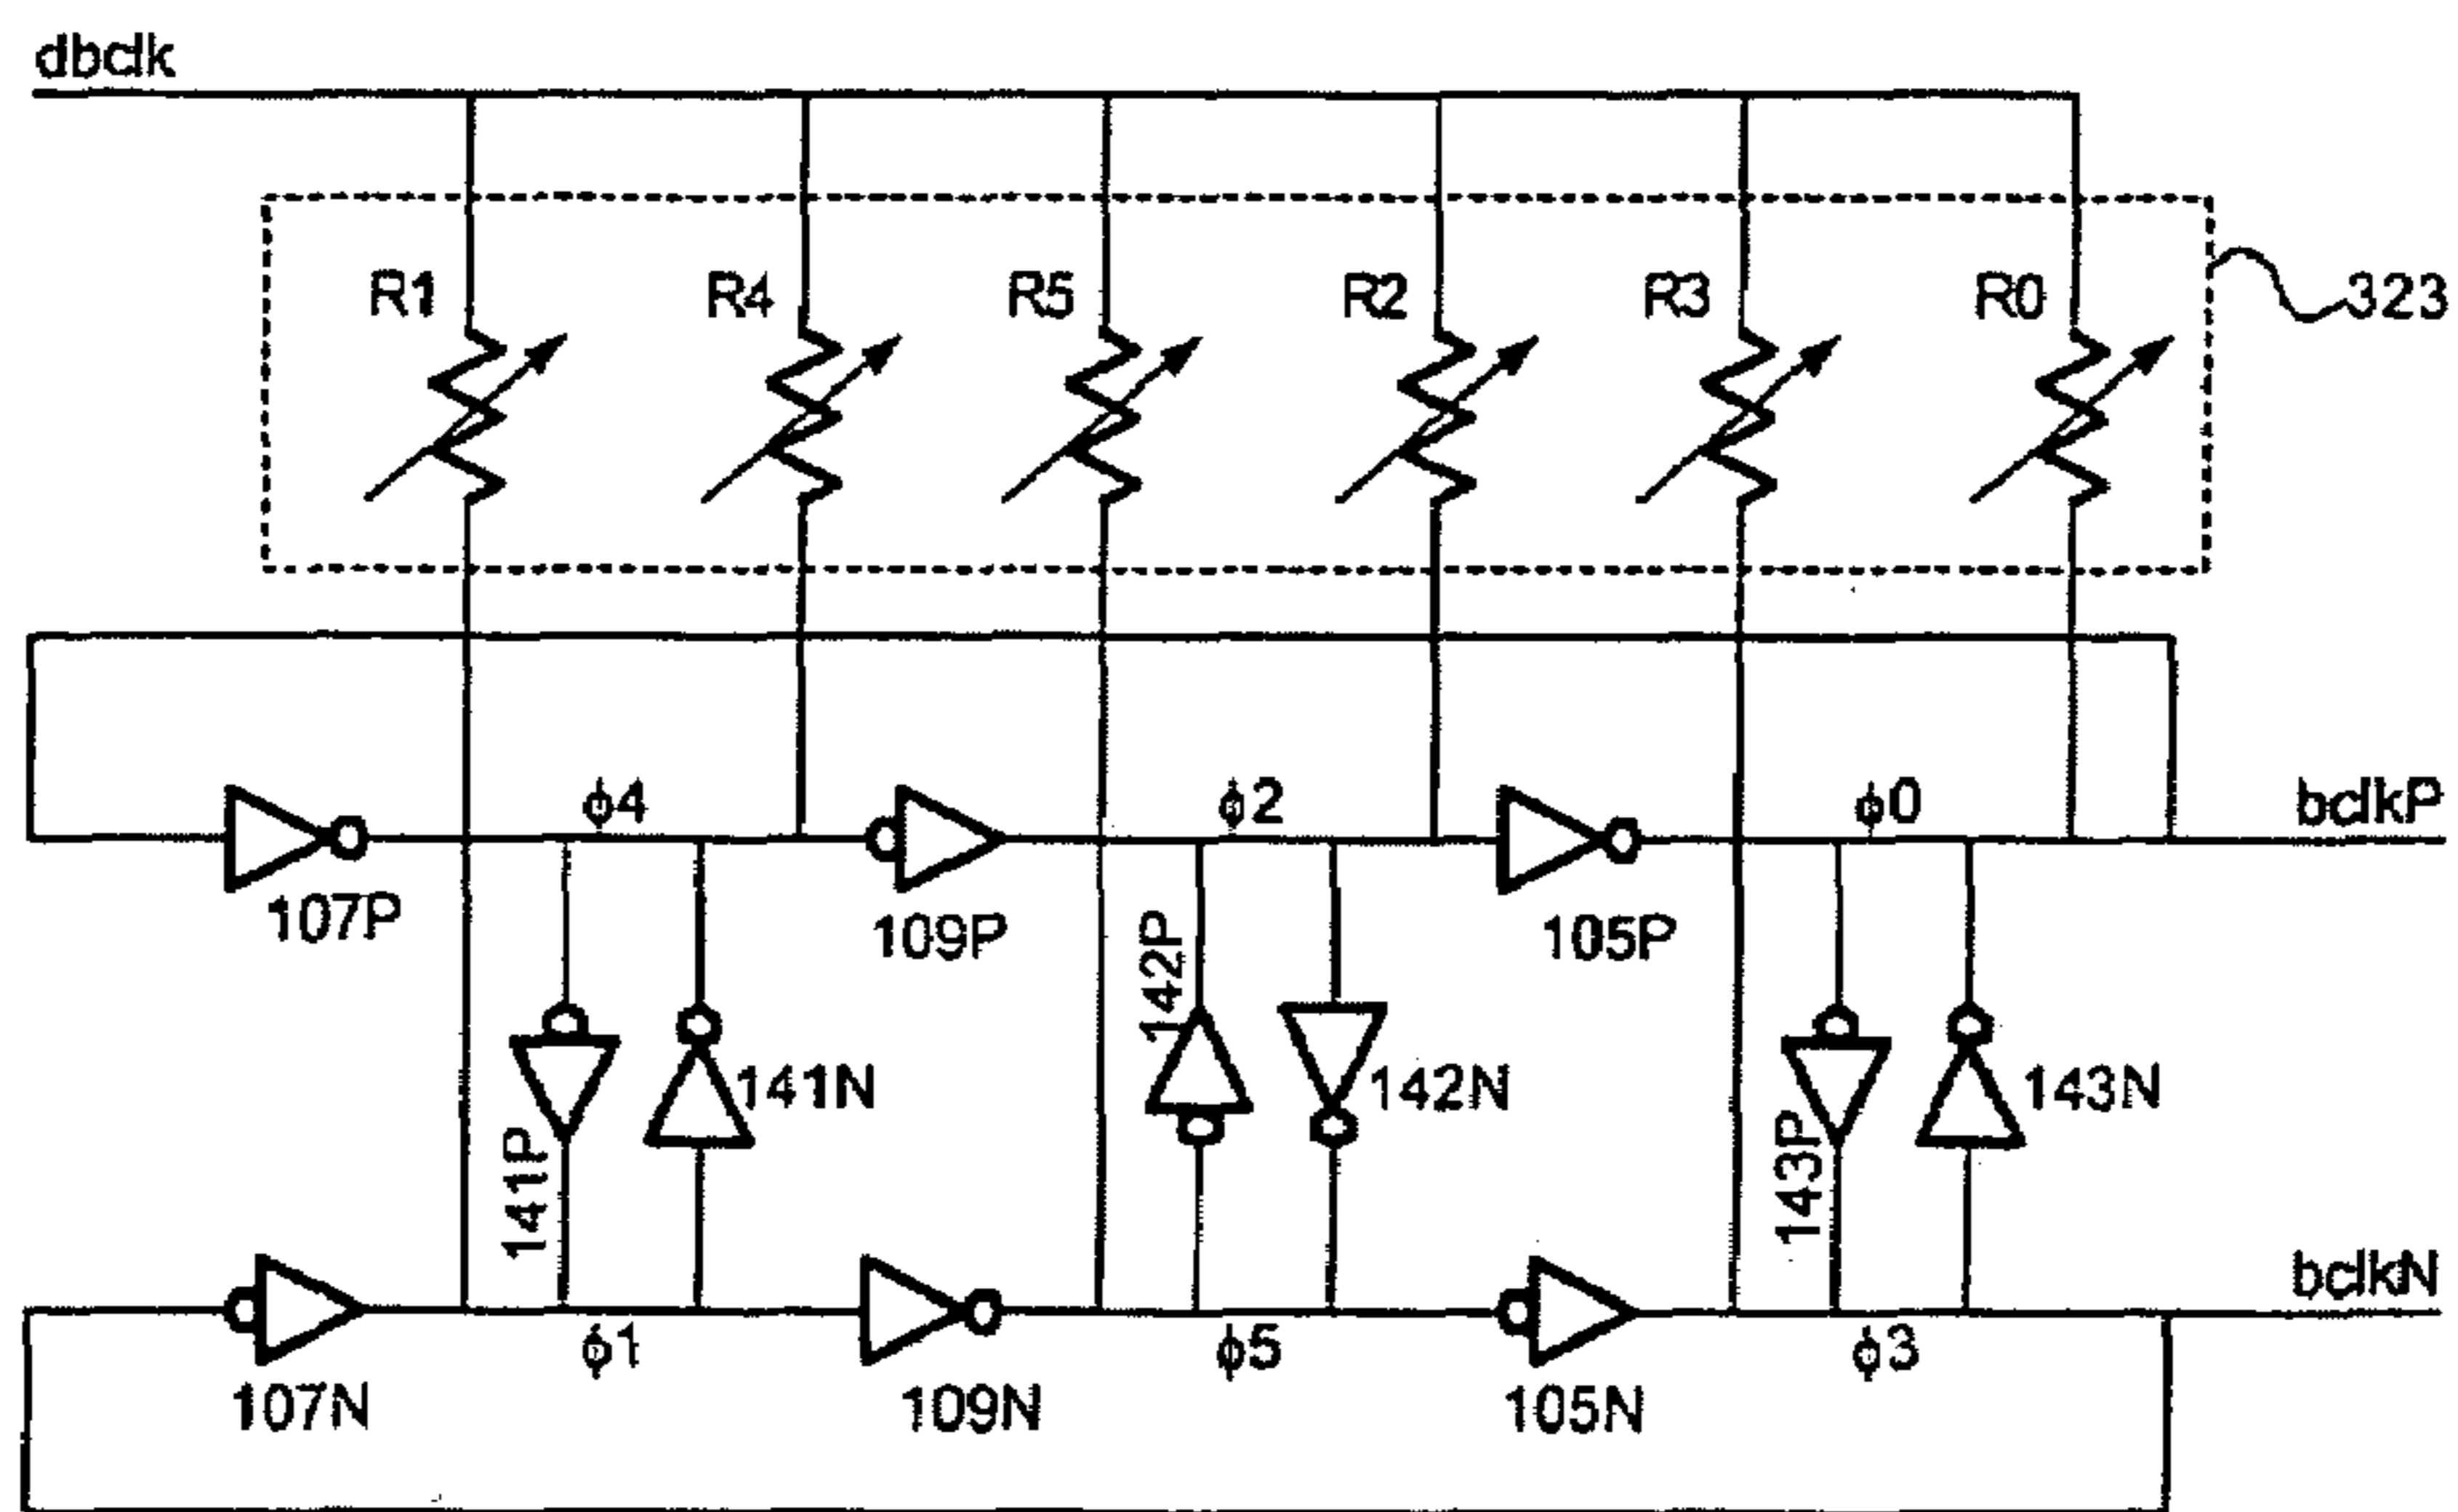 dbclk
R1 R4 R5 R2 R3 R0 323
ϕ4 ϕ2 ϕ0 bclkP
107P 109P 105P
142P
141N 142N 143N
141P 143P
bclkN
ϕ1 ϕ5 ϕ3
107N 109N 105N